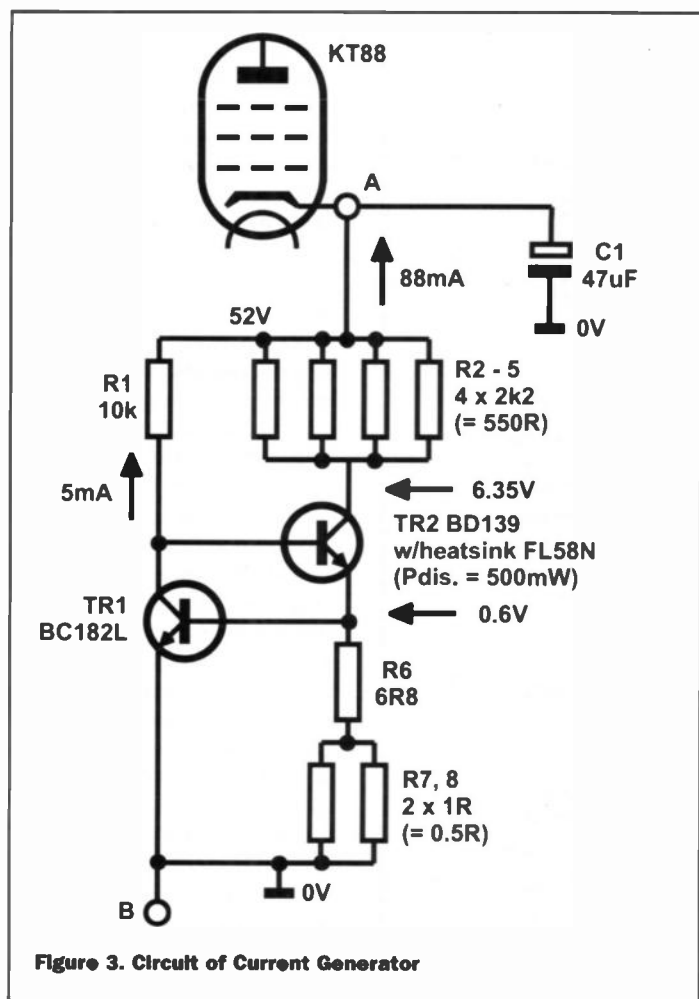 KT88
A
C1
47uF
0V
88mA
52V
R1
10k
R2 - 5
4 x 2k2
(= 550R)
5mA
6.35V
TR2 BD139
w/heatsink FL58N
(Pdis. = 500mW)
TR1
BC182L
0.6V
R6
6R8
R7, 8
2 x 1R
(= 0.5R)
0V
B
Figure 3. Circuit of Current Generator